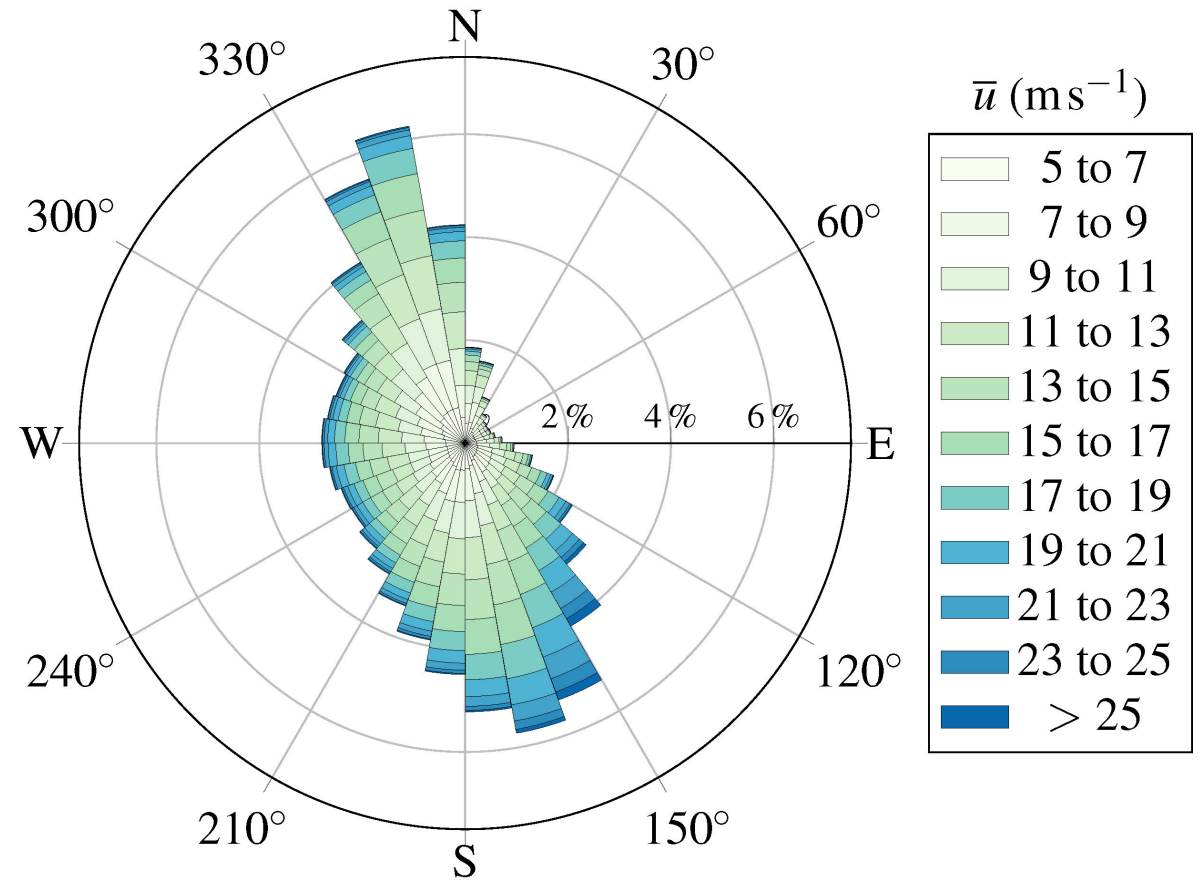 N
330°
30°
300°
60°
W
2 %
4 %
6 %
E
240°
120°
210°
150°
S
u̅ (m s⁻¹)
5 to 7
7 to 9
9 to 11
11 to 13
13 to 15
15 to 17
17 to 19
19 to 21
21 to 23
23 to 25
> 25